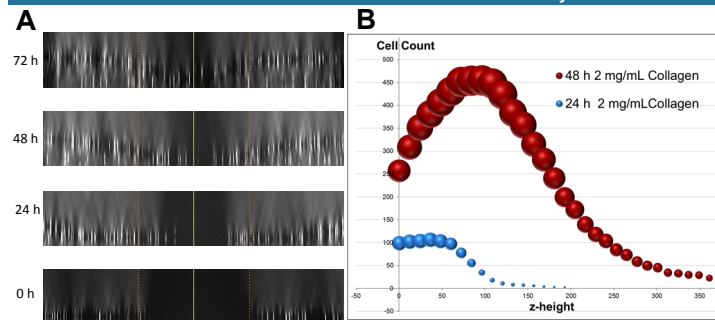 A
B
72 h
48 h
24 h
0 h
Cell Count
500
450
400
350
300
250
200
150
100
50
0
-50
-50 0 50 100 150 200 250 300 350
z-height
48 h 2 mg/mL Collagen
24 h 2 mg/mLCollagen